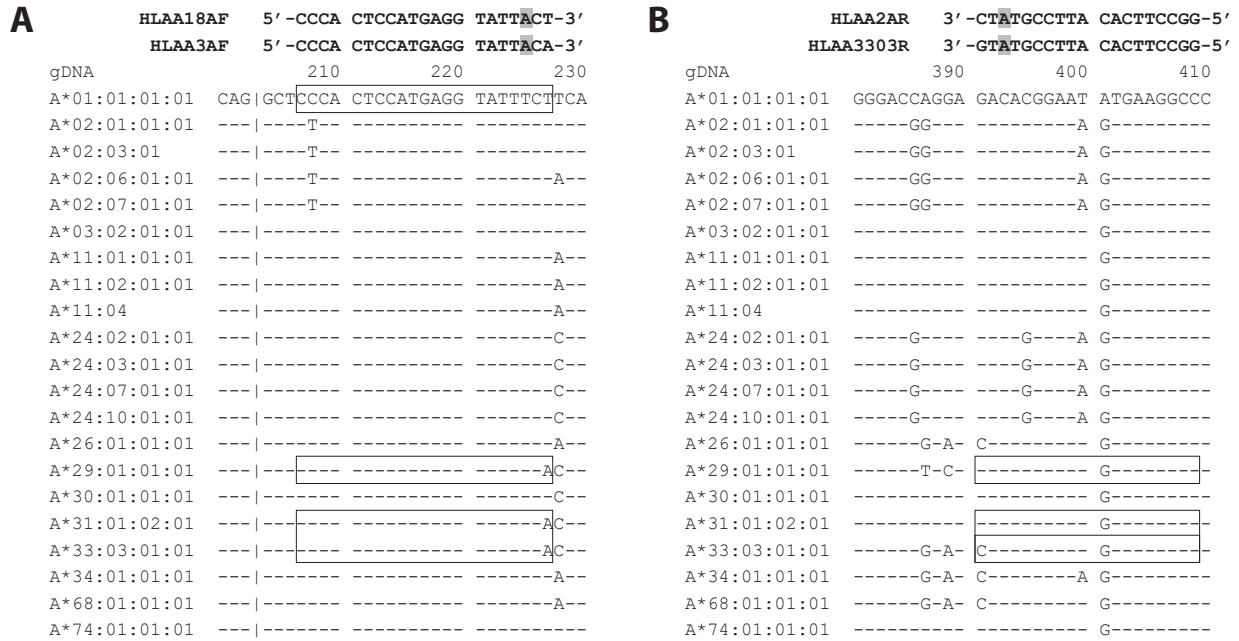 A
HLAA18AF 5'-CCCA CTCCATGAGG TATTACT-3'
HLAA3AF 5'-CCCA CTCCATGAGG TATTACA-3'
gDNA 210 220 230
A*01:01:01:01 CAG|GCTCCCA CTCCATGAGG TATTTCTTCA
A*02:01:01:01 ---|----T-- ---------- ----------
A*02:03:01 ---|----T-- ---------- ----------
A*02:06:01:01 ---|----T-- ---------- -------A--
A*02:07:01:01 ---|----T-- ---------- ----------
A*03:02:01:01 ---|------- ---------- ----------
A*11:01:01:01 ---|------- ---------- -------A--
A*11:02:01:01 ---|------- ---------- -------A--
A*11:04 ---|------- ---------- -------A--
A*24:02:01:01 ---|------- ---------- -------C--
A*24:03:01:01 ---|------- ---------- -------C--
A*24:07:01:01 ---|------- ---------- -------C--
A*24:10:01:01 ---|------- ---------- -------C--
A*26:01:01:01 ---|------- ---------- -------A--
A*29:01:01:01 ---|------- ---------- ------AC--
A*30:01:01:01 ---|------- ---------- -------C--
A*31:01:02:01 ---|------- ---------- ------AC--
A*33:03:01:01 ---|------- ---------- ------AC--
A*34:01:01:01 ---|------- ---------- -------A--
A*68:01:01:01 ---|------- ---------- -------A--
A*74:01:01:01 ---|------- ---------- ----------
B
HLAA2AR 3'-CTATGCCTTA CACTTCCGG-5'
HLAA3303R 3'-GTATGCCTTA CACTTCCGG-5'
gDNA 390 400 410
A*01:01:01:01 GGGACCAGGA GACACGGAAT ATGAAGGCCC
A*02:01:01:01 -----GG--- ---------A G---------
A*02:03:01 -----GG--- ---------A G---------
A*02:06:01:01 -----GG--- ---------A G---------
A*02:07:01:01 -----GG--- ---------A G---------
A*03:02:01:01 ---------- ---------- G---------
A*11:01:01:01 ---------- ---------- G---------
A*11:02:01:01 ---------- ---------- G---------
A*11:04 ---------- ---------- G---------
A*24:02:01:01 -----G---- ----G----A G---------
A*24:03:01:01 -----G---- ----G----A G---------
A*24:07:01:01 -----G---- ----G----A G---------
A*24:10:01:01 -----G---- ----G----A G---------
A*26:01:01:01 ------G-A- C--------- G---------
A*29:01:01:01 ------T-C- ---------- G---------
A*30:01:01:01 ---------- ---------- G---------
A*31:01:02:01 ---------- ---------- G---------
A*33:03:01:01 ------G-A- C--------- G---------
A*34:01:01:01 ------G-A- C--------A G---------
A*68:01:01:01 ------G-A- C--------- G---------
A*74:01:01:01 ---------- ---------- G---------